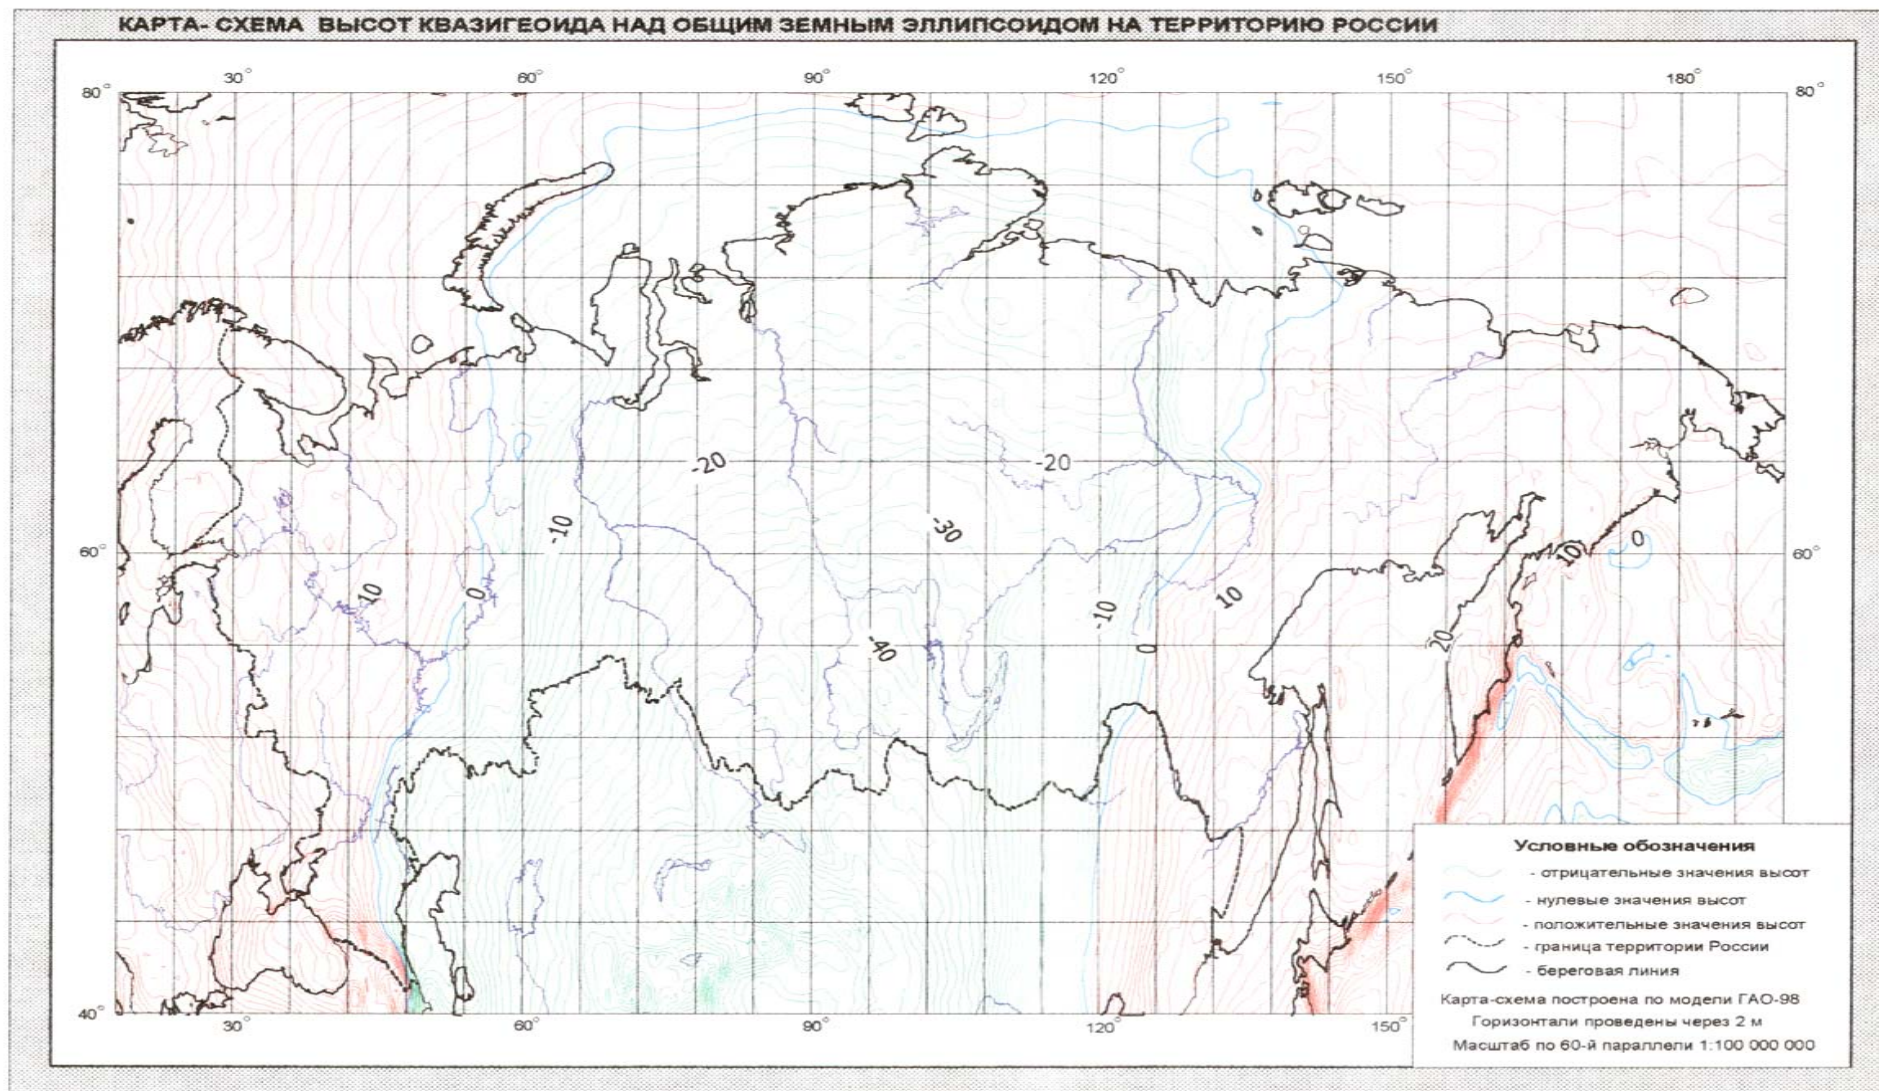 КАРТА- СХЕМА ВЫСОТ КВАЗИГЕОИДА НАД ОБЩИМ ЗЕМНЫМ ЭЛЛИПСОИДОМ НА ТЕРРИТОРИЮ РОССИИ
30° 60° 90° 120° 150° 180°
80° 80°
-20 -20
-10 -30
60° 0 10 60°
10 0 -10 10
-40 0 20
Условные обозначения
- отрицательные значения высот
- нулевые значения высот
- положительные значения высот
- граница территории России
- береговая линия
Карта-схема построена по модели ГАО-98
Горизонтали проведены через 2 м
Масштаб по 60-й параллели 1:100 000 000
40°
30° 60° 90° 120° 150°